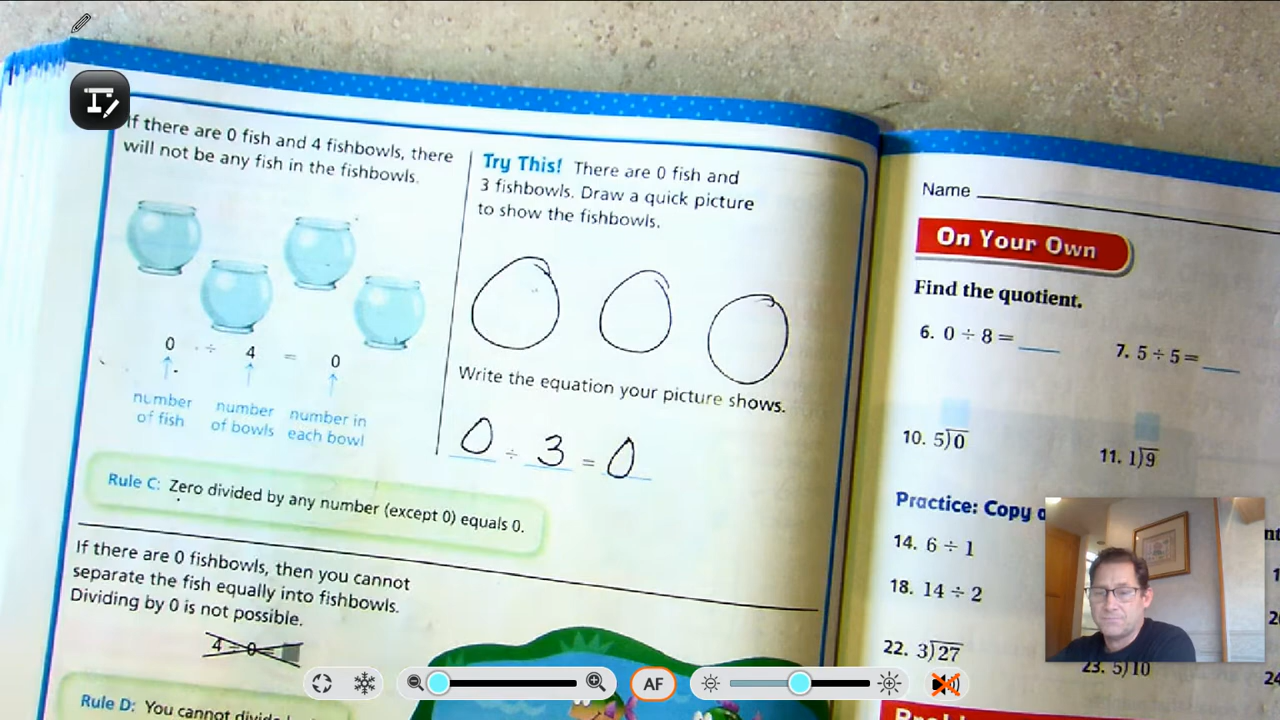 If there are 0 fish and 4 fishbowls, there
will not be any fish in the fishbowls.
0 ÷ 4 = 0
number of fish
number of bowls
number in each bowl
Try This! There are 0 fish and
3 fishbowls. Draw a quick picture
to show the fishbowls.
Write the equation your picture shows.
0 ÷ 3 = 0
Rule C: Zero divided by any number (except 0) equals 0.
If there are 0 fishbowls, then you cannot
separate the fish equally into fishbowls.
Dividing by 0 is not possible.
4 ÷ 0 =
Rule D: You cannot divide
Name
On Your Own
Find the quotient.
6. 0 ÷ 8 =
7. 5 ÷ 5 =
10. 5)0
11. 1)9
Practice: Copy
14. 6 ÷ 1
18. 14 ÷ 2
22. 3)27
23. 5)10
24
AF